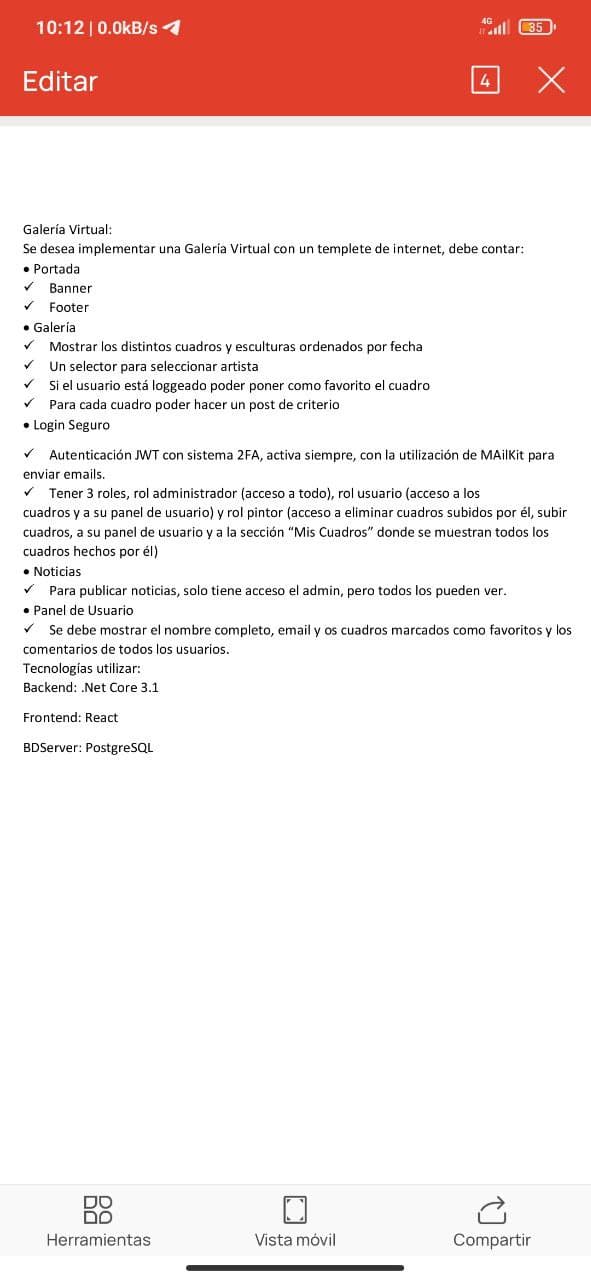 10:12 | 0.0kB/s
4G
35
Editar
4
Galería Virtual:
Se desea implementar una Galería Virtual con un templete de internet, debe contar:
• Portada
✓ Banner
✓ Footer
• Galería
✓ Mostrar los distintos cuadros y esculturas ordenados por fecha
✓ Un selector para seleccionar artista
✓ Si el usuario está loggeado poder poner como favorito el cuadro
✓ Para cada cuadro poder hacer un post de criterio
• Login Seguro
✓ Autenticación JWT con sistema 2FA, activa siempre, con la utilización de MAilKit para
enviar emails.
✓ Tener 3 roles, rol administrador (acceso a todo), rol usuario (acceso a los
cuadros y a su panel de usuario) y rol pintor (acceso a eliminar cuadros subidos por él, subir
cuadros, a su panel de usuario y a la sección “Mis Cuadros” donde se muestran todos los
cuadros hechos por él)
• Noticias
✓ Para publicar noticias, solo tiene acceso el admin, pero todos los pueden ver.
• Panel de Usuario
✓ Se debe mostrar el nombre completo, email y os cuadros marcados como favoritos y los
comentarios de todos los usuarios.
Tecnologías utilizar:
Backend: .Net Core 3.1
Frontend: React
BDServer: PostgreSQL
Herramientas
Vista móvil
Compartir